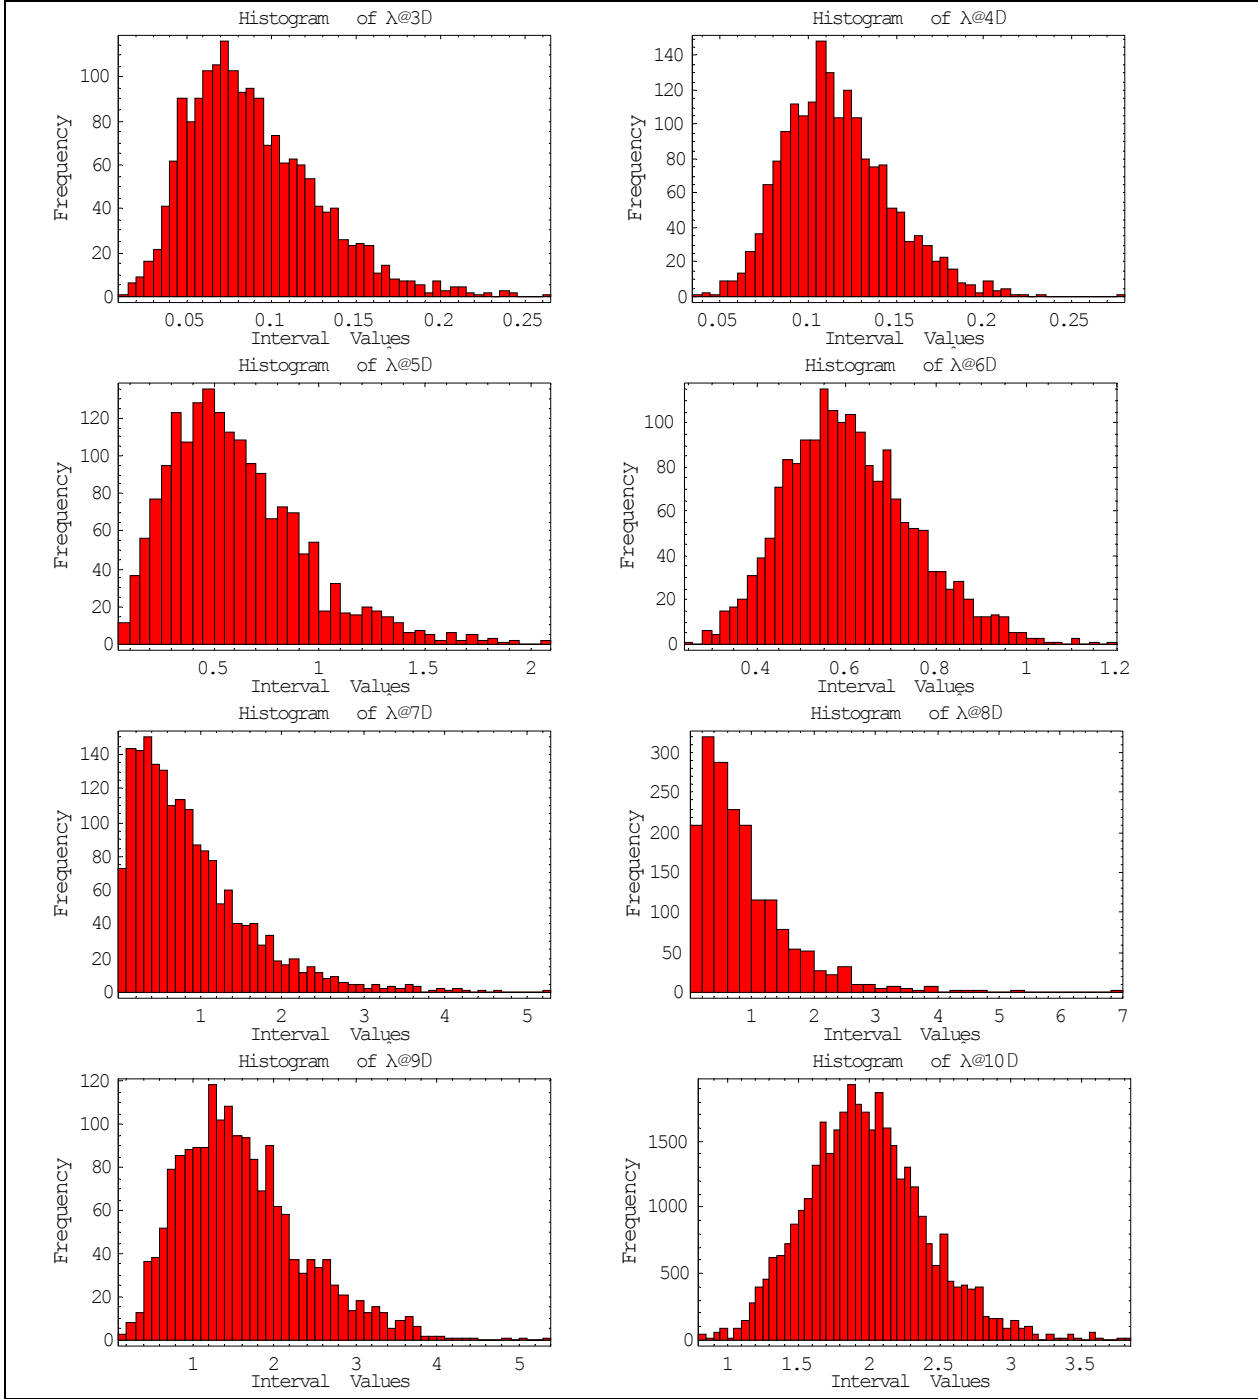 Histogram of λ@3D
Frequency
120 100 80 60 40 20 0
0.05 0.1 0.15 0.2 0.25
Interval Values
Histogram of λ@4D
Frequency
140 120 100 80 60 40 20 0
0.05 0.1 0.15 0.2 0.25
Interval Values
Histogram of λ@5D
Frequency
120 100 80 60 40 20 0
0.5 1 1.5 2
Interval Values
Histogram of λ@6D
Frequency
100 80 60 40 20 0
0.4 0.6 0.8 1 1.2
Interval Values
Histogram of λ@7D
Frequency
140 120 100 80 60 40 20 0
1 2 3 4 5
Interval Values
Histogram of λ@8D
Frequency
300 250 200 150 100 50 0
1 2 3 4 5 6 7
Interval Values
Histogram of λ@9D
Frequency
120 100 80 60 40 20 0
1 2 3 4 5
Interval Values
Histogram of λ@10D
Frequency
1500 1000 500 0
1 1.5 2 2.5 3 3.5
Interval Values